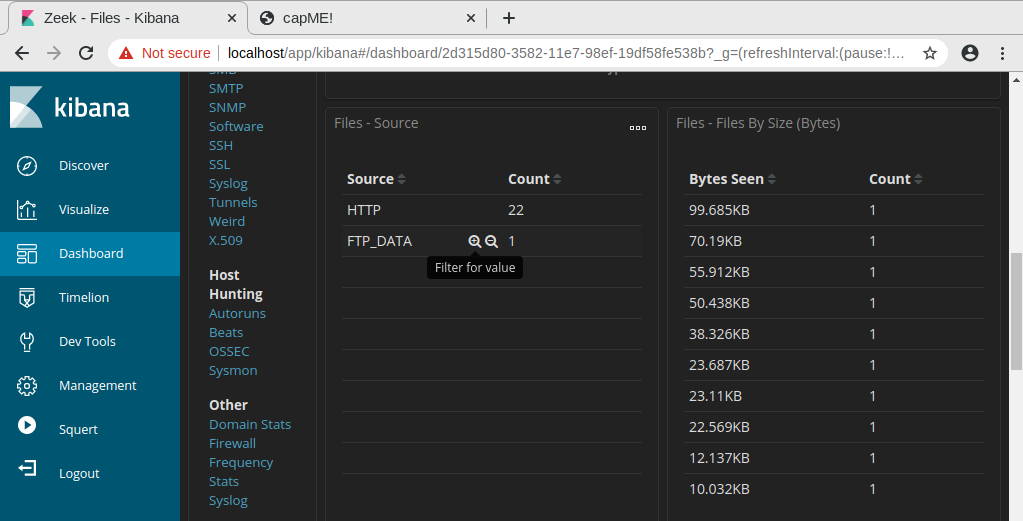 Zeek - Files - Kibana
capME!
Not secure
localhost/app/kibana#/dashboard/2d315d80-3582-11e7-98ef-19df58fe538b?_g=(refreshInterval:(pause:!...
kibana
Discover
Visualize
Dashboard
Timelion
Dev Tools
Management
Squert
Logout
SMB
SMTP
SNMP
Software
SSH
SSL
Syslog
Tunnels
Weird
X.509
Host
Hunting
Autoruns
Beats
OSSEC
Sysmon
Other
Domain Stats
Firewall
Frequency
Stats
Syslog
Files - Source
Source Count
HTTP 22
FTP_DATA 1
Filter for value
Files - Files By Size (Bytes)
Bytes Seen Count
99.685KB 1
70.19KB 1
55.912KB 1
50.438KB 1
38.326KB 1
23.687KB 1
23.11KB 1
22.569KB 1
12.137KB 1
10.032KB 1